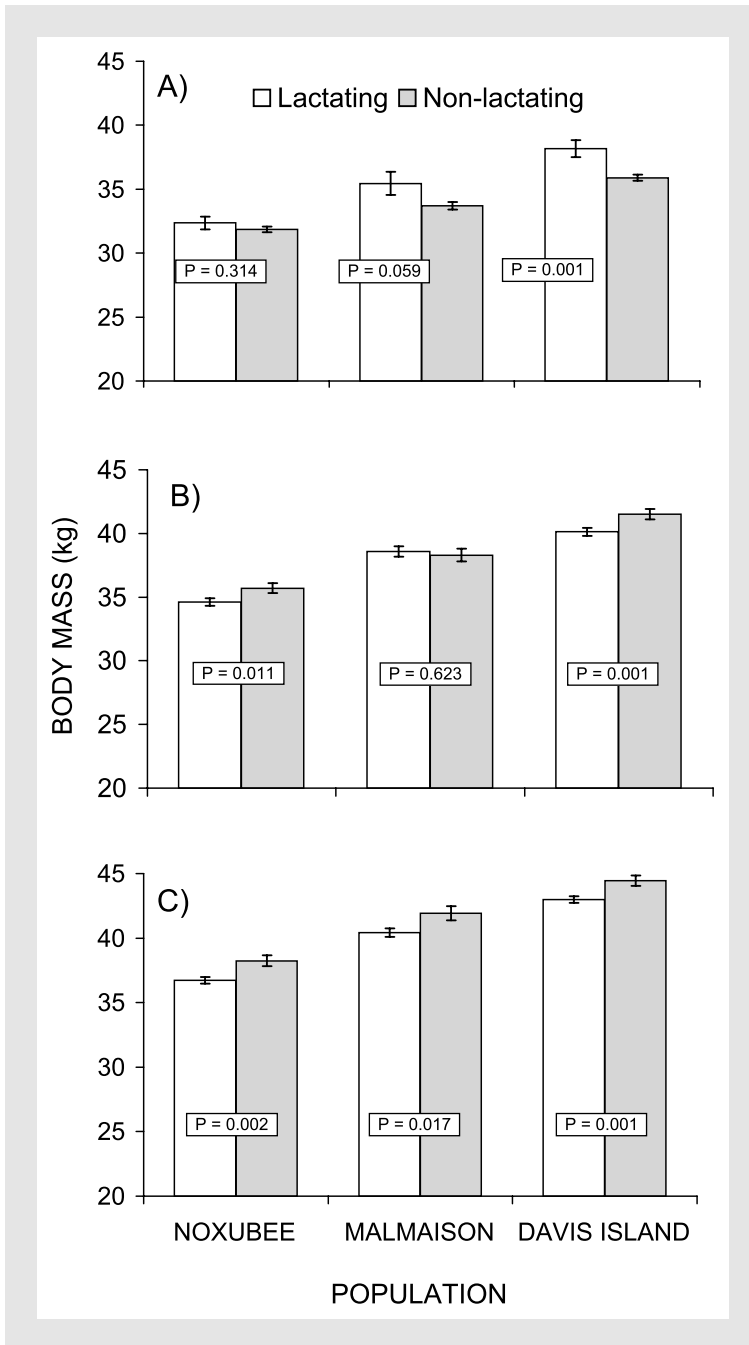 A)
Lactating Non-lactating
45
40
35
30
25
20
P = 0.314 P = 0.059 P = 0.001
B)
45
40
35
30
25
20
P = 0.011 P = 0.623 P = 0.001
BODY MASS (kg)
C)
45
40
35
30
25
20
P = 0.002 P = 0.017 P = 0.001
NOXUBEE MALMAISON DAVIS ISLAND
POPULATION